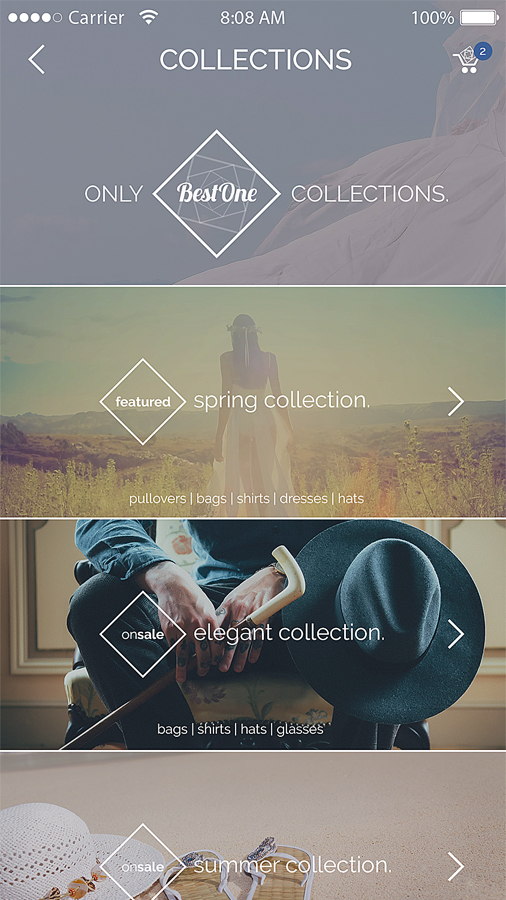 Carrier 8:08 AM 100%
COLLECTIONS 2
ONLY BestOne COLLECTIONS.
featured spring collection.
pullovers | bags | shirts | dresses | hats
onsale elegant collection.
bags | shirts | hats | glasses
onsale summer collection.